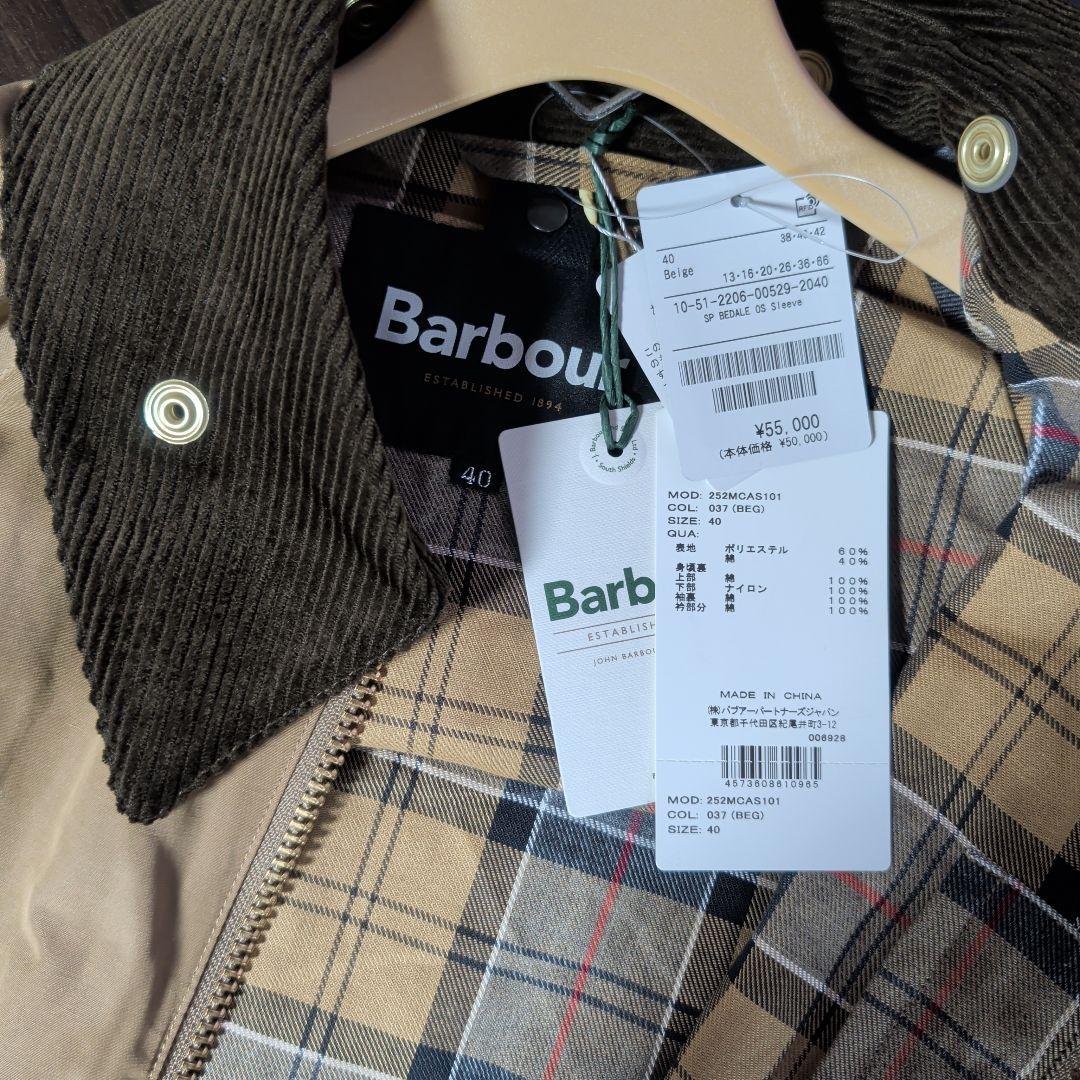 Barbour
ESTABLISHED 1894
40
RFID
38・40・42
40
Beige
13・16・20・26・36・66
10-51-2206-00529-2040
SP BEDALE OS Sleeve
¥55,000
(本体価格 ¥50,000)
South Shields
Barb
ESTABLISH
JOHN BARBOU
MOD: 252MCAS101
COL: 037 (BEG)
SIZE: 40
QUA:
表地 ポリエステル 60%
綿 40%
身頃裏
上部 綿 100%
下部 ナイロン 100%
袖裏 綿 100%
衿部分 綿 100%
MADE IN CHINA
(株)バブアーパートナーズジャパン
東京都千代田区紀尾井町3-12
006928
4573608610965
MOD: 252MCAS101
COL: 037 (BEG)
SIZE: 40